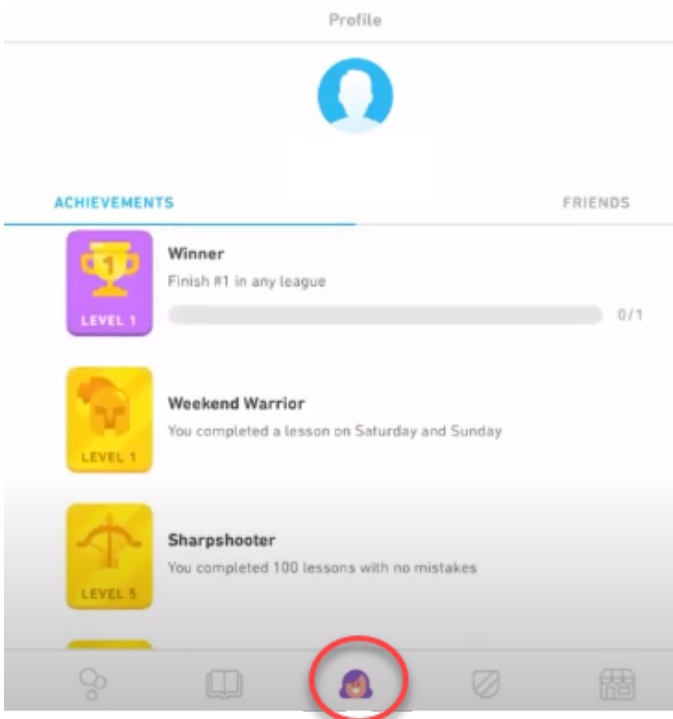 Profile
ACHIEVEMENTS
FRIENDS
1
Winner
Finish #1 in any league
LEVEL 1
0/1
Weekend Warrior
You completed a lesson on Saturday and Sunday
LEVEL 1
Sharpshooter
You completed 100 lessons with no mistakes
LEVEL 5